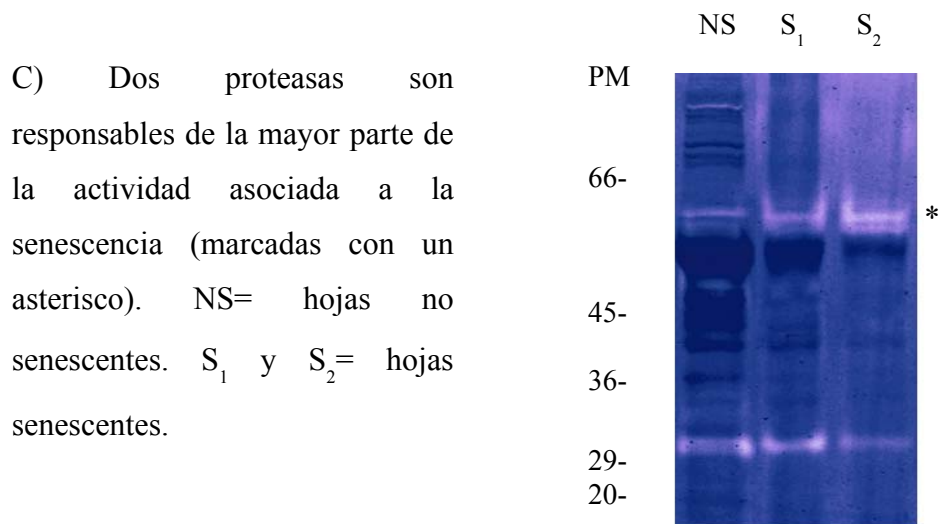 C) Dos proteasas son
responsables de la mayor parte de
la actividad asociada a la
senescencia (marcadas con un
asterisco). NS= hojas no
senescentes. S₁ y S₂= hojas
senescentes.
NS S₁ S₂
PM
66-
*
45-
36-
29-
20-